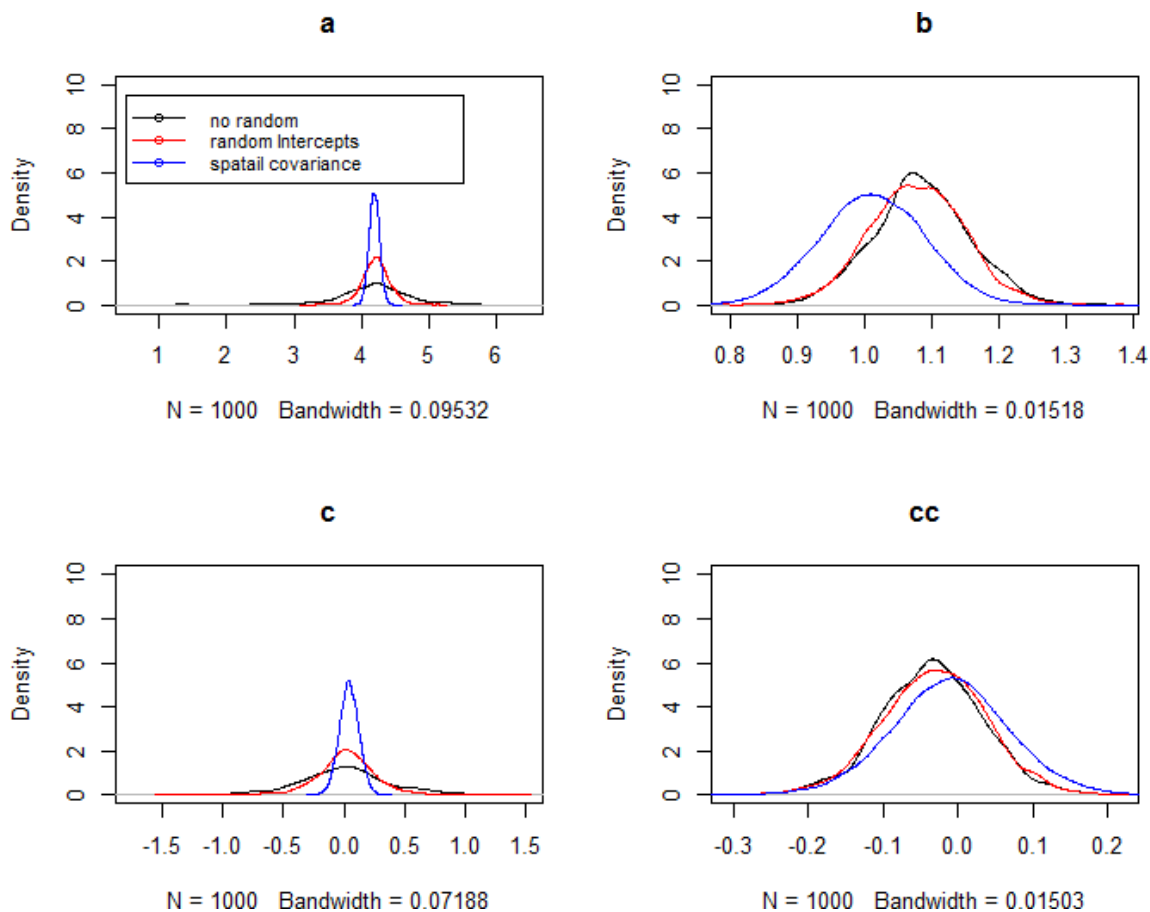 a
10
8
6
4
2
0
Density
no random
random Intercepts
spatail covariance
1 2 3 4 5 6
N = 1000 Bandwidth = 0.09532
b
10
8
6
4
2
0
Density
0.8 0.9 1.0 1.1 1.2 1.3 1.4
N = 1000 Bandwidth = 0.01518
c
10
8
6
4
2
0
Density
-1.5 -1.0 -0.5 0.0 0.5 1.0 1.5
N = 1000 Bandwidth = 0.07188
cc
10
8
6
4
2
0
Density
-0.3 -0.2 -0.1 0.0 0.1 0.2
N = 1000 Bandwidth = 0.01503